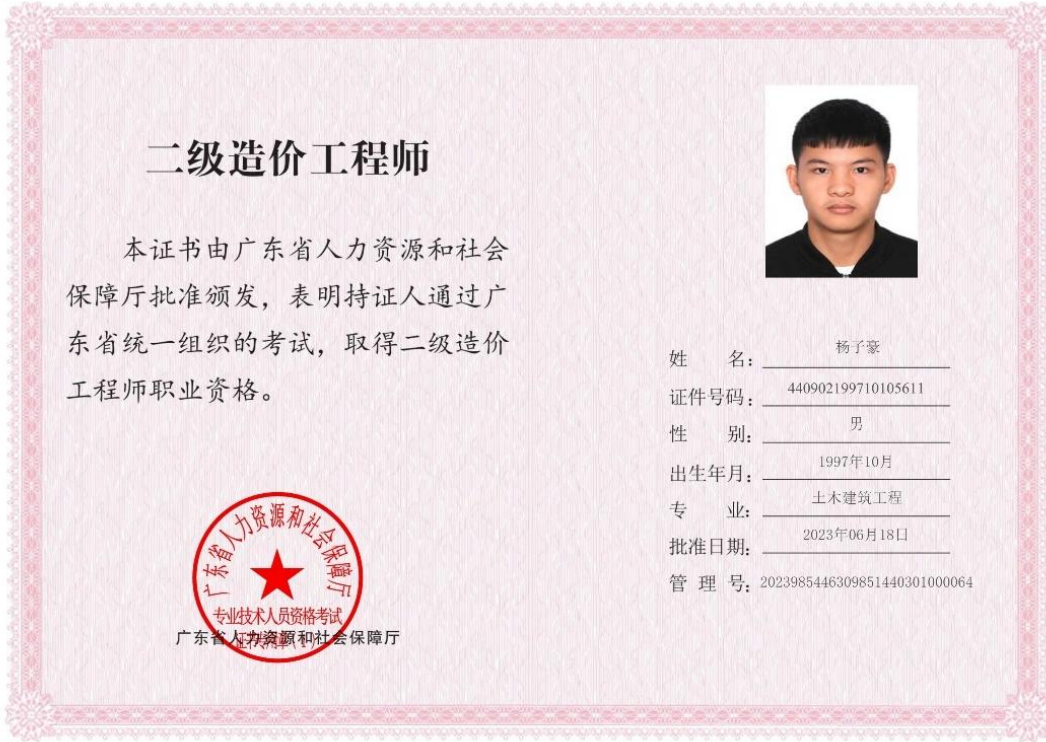 二级造价工程师
本证书由广东省人力资源和社会
保障厅批准颁发，表明持证人通过广
东省统一组织的考试，取得二级造价
工程师职业资格。
广东省人力资源和社会保障厅
专业技术人员资格考试
广东省人力资源和社会保障厅
姓 名：杨子豪
证件号码：440902199710105611
性 别：男
出生年月：1997年10月
专 业：土木建筑工程
批准日期：2023年06月18日
管 理 号：2023985446309851440301000064